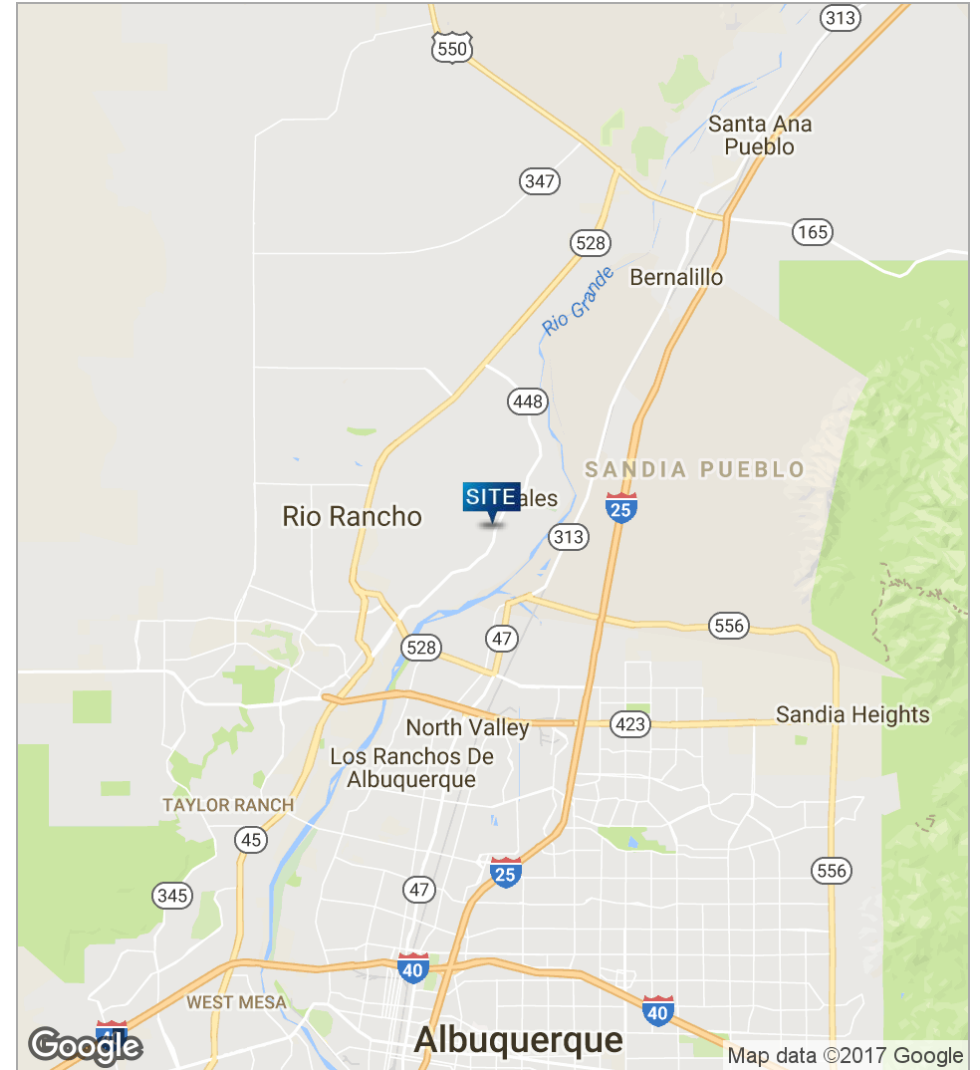 313
550
Santa Ana
Pueblo
347
165
528
Bernalillo
Rio Grande
448
SANDIA PUEBLO
SITE ales
25
Rio Rancho
313
556
47
528
Sandia Heights
423
North Valley
Los Ranchos De
Albuquerque
TAYLOR RANCH
45
25
556
47
345
40
WEST MESA
40
Albuquerque
Google
Map data ©2017 Google